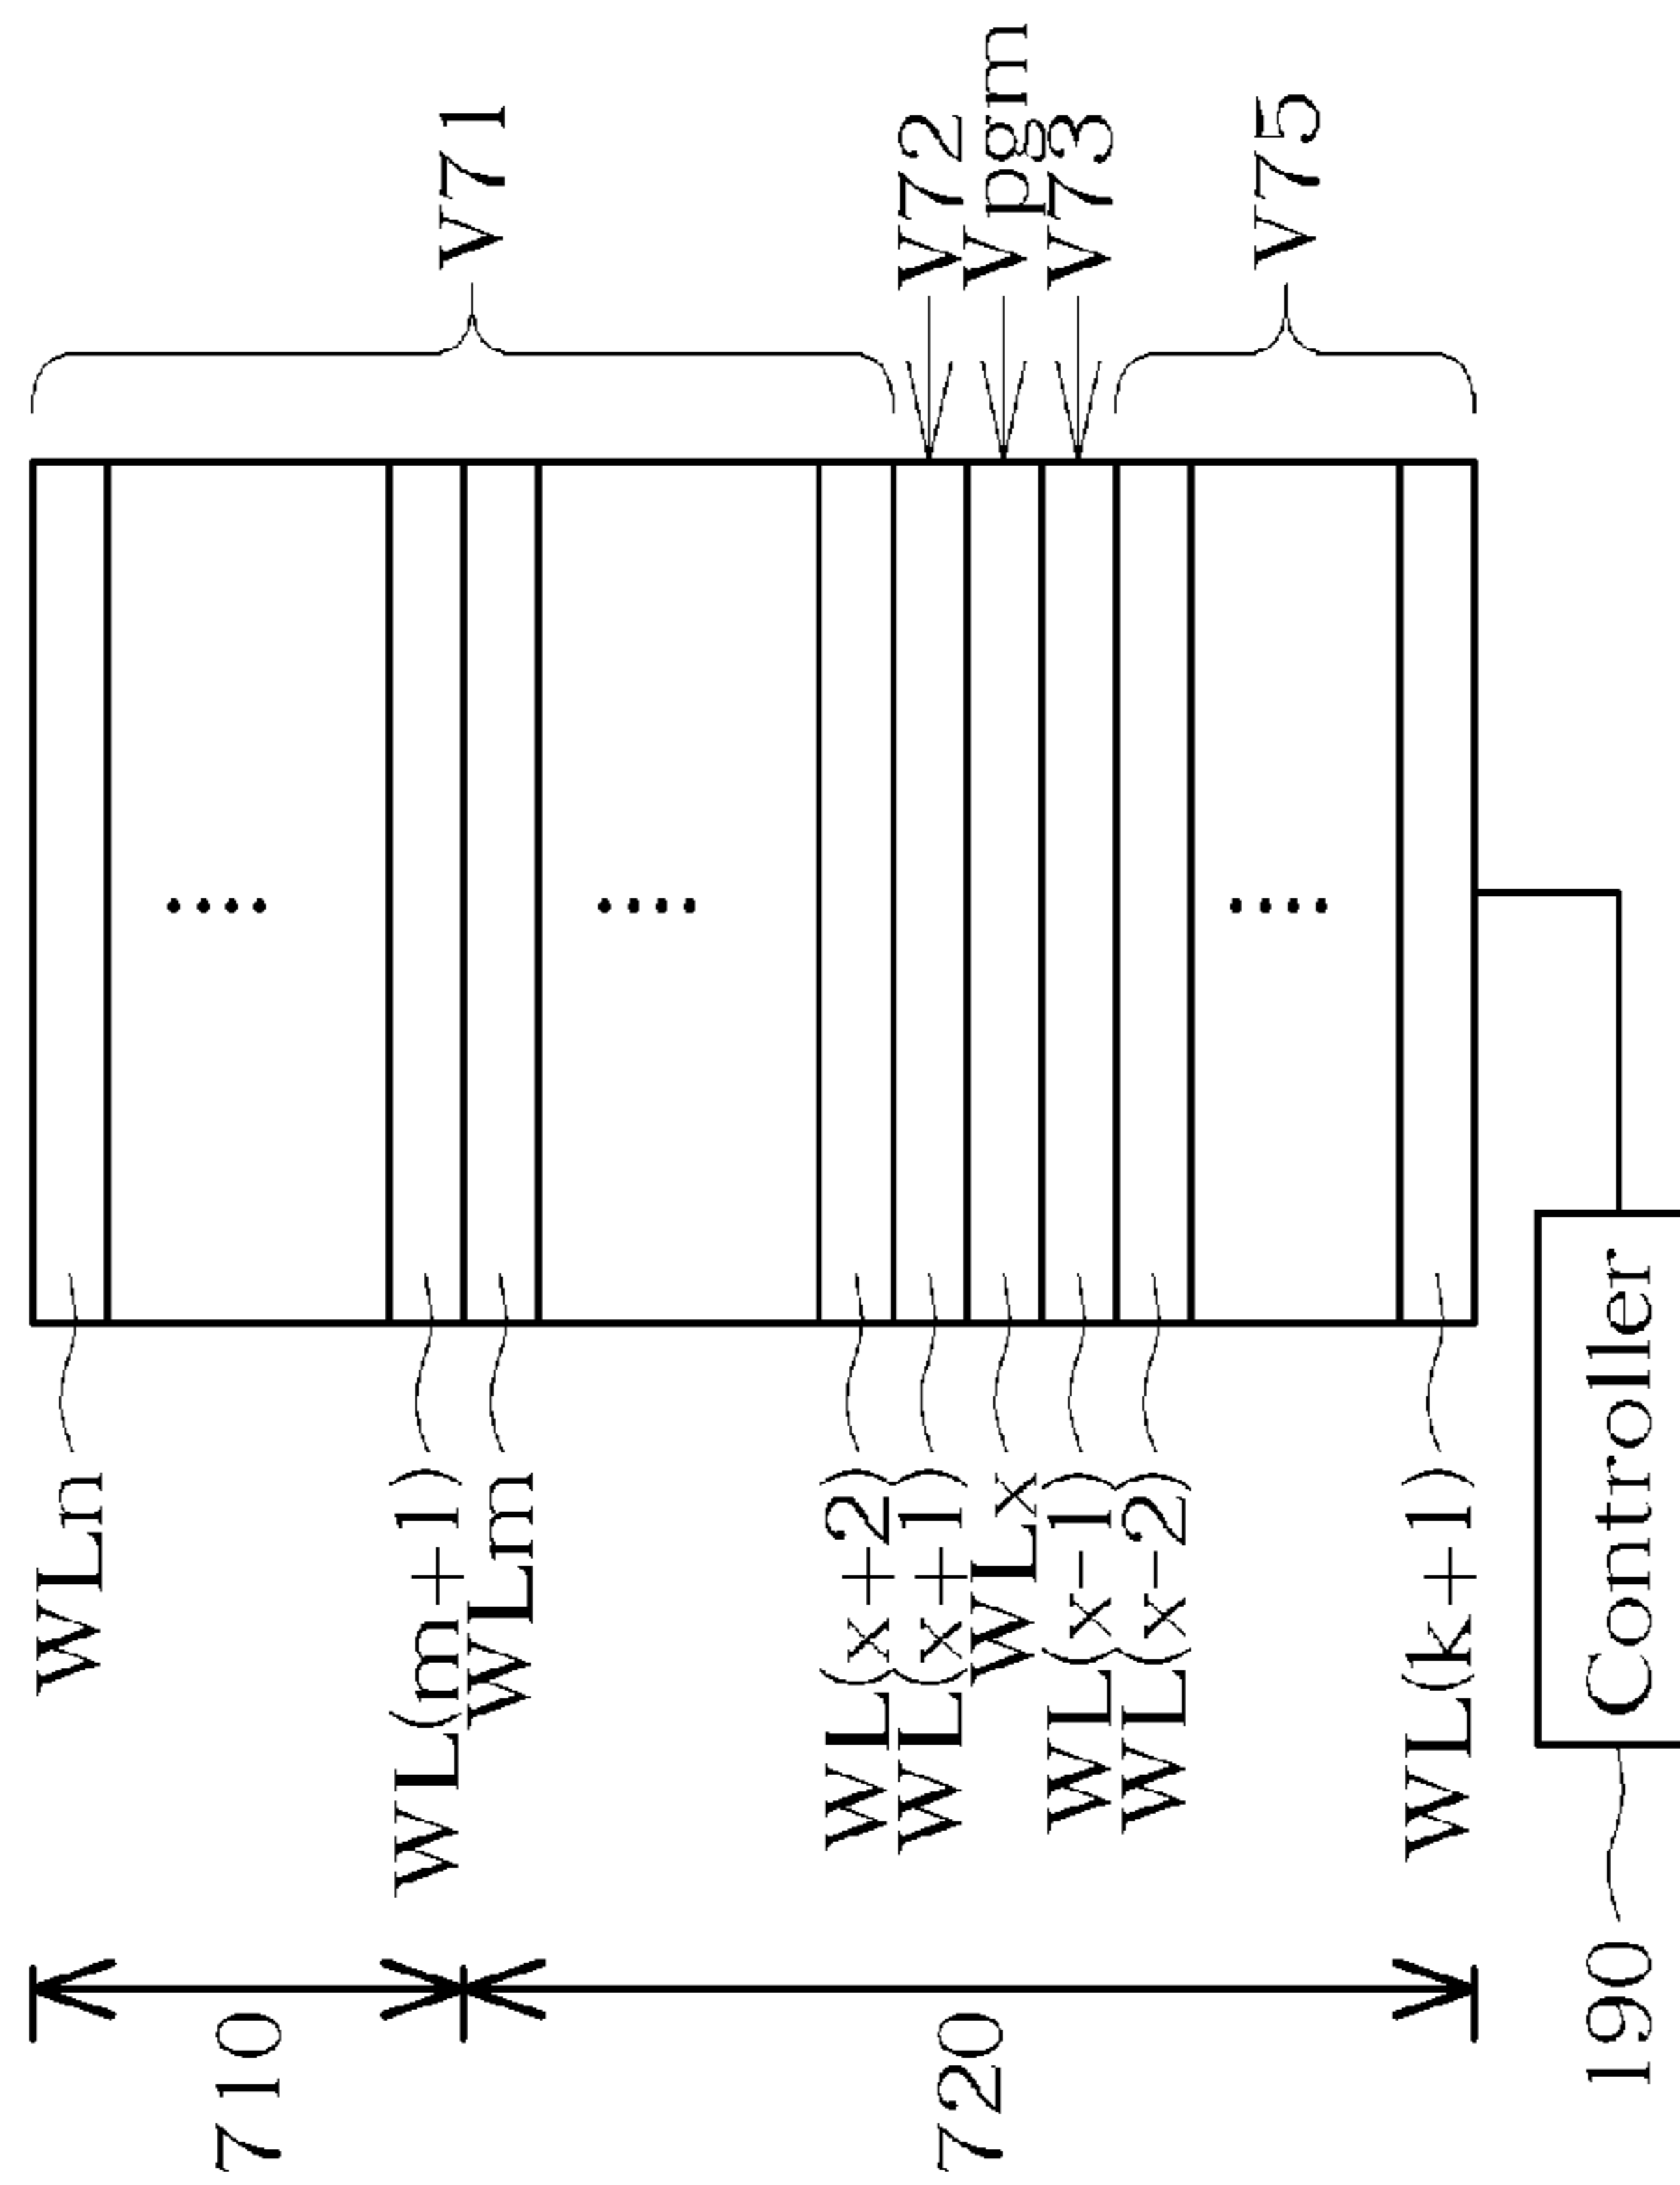 710
720
190
WLn
WL(m+1)
WLm
WL(x+2)
WL(x+1)
WLx
WL(x-1)
WL(x-2)
WL(k+1)
Controller
V71
V72
Vpgm
V73
V75